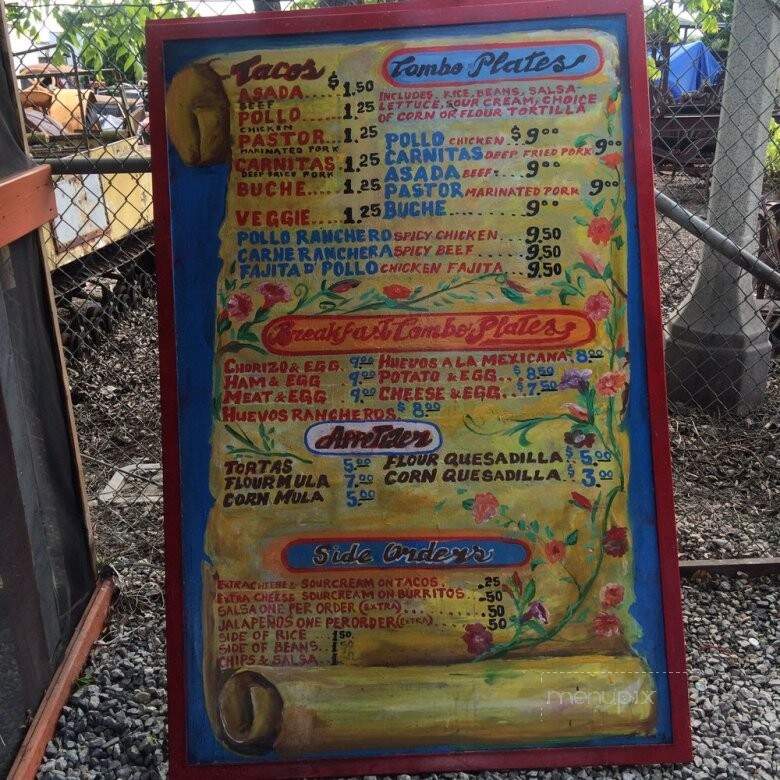 Tacos
ASADA.... $1.50
BEEF
POLLO...... 1.25
CHICKEN
PASTOR... 1.25
MARINATED PORK
CARNITAS 1.25
DEEP FRIED PORK
BUCHE..... 1.25
VEGGIE..... 1.25
Combo Plates
INCLUDES, RICE, BEANS, SALSA-
LETTUCE, SOUR CREAM, CHOICE
OF CORN OR FLOUR TORTILLA
POLLO CHICKEN. $9.00
CARNITAS DEEP FRIED PORK 9.00
ASADA BEEF.... 9.00
PASTOR MARINATED PORK 9.00
BUCHE........ 9.00
POLLO RANCHERO SPICY CHICKEN .... 9.50
CARNE RANCHERA SPICY BEEF .... 9.50
FAJITA D' POLLO CHICKEN FAJITA ... 9.50
Breakfast Combo Plates
CHORIZO & EGG. 9.00
HAM & EGG 9.50
MEAT & EGG 9.00
HUEVOS RANCHEROS. $8.00
HUEVOS A LA MEXICANA. 8.00
POTATO & EGG... $8.50
CHEESE & EGG... $7.50
Appetizer
TORTAS 5.00
FLOUR MULA 7.00
CORN MULA 5.00
FLOUR QUESADILLA. $5.00
CORN QUESADILLA. $3.00
Side Orders
EXTRA CHEESE & SOURCREAM ON TACOS. .25
EXTRA CHEESE SOURCREAM ON BURRITOS .50
SALSA ONE PER ORDER (EXTRA) .50
JALAPEÑOS ONE PER ORDER (EXTRA) .50
SIDE OF RICE 1.50
SIDE OF BEANS.
CHIPS & SALSA
menupix